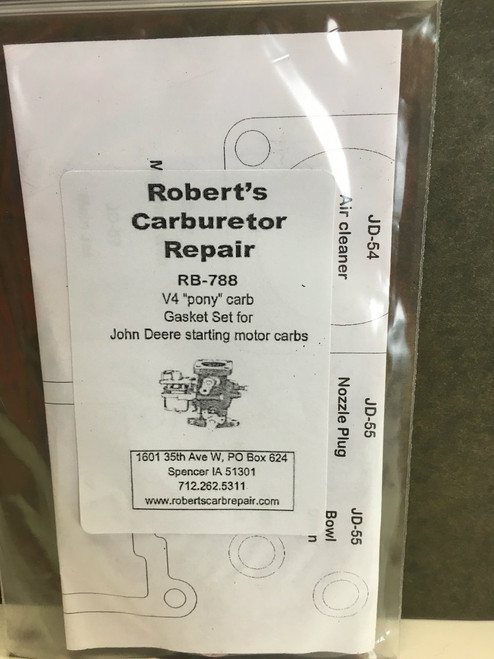 Robert's
Carburetor
Repair
RB-788
V4 "pony" carb
Gasket Set for
John Deere starting motor carbs
1601 35th Ave W, PO Box 624
Spencer IA 51301
712.262.5311
www.robertscarbrepair.com
JD-54
Air cleaner
JD-55
Nozzle Plug
JD-55
Bowl